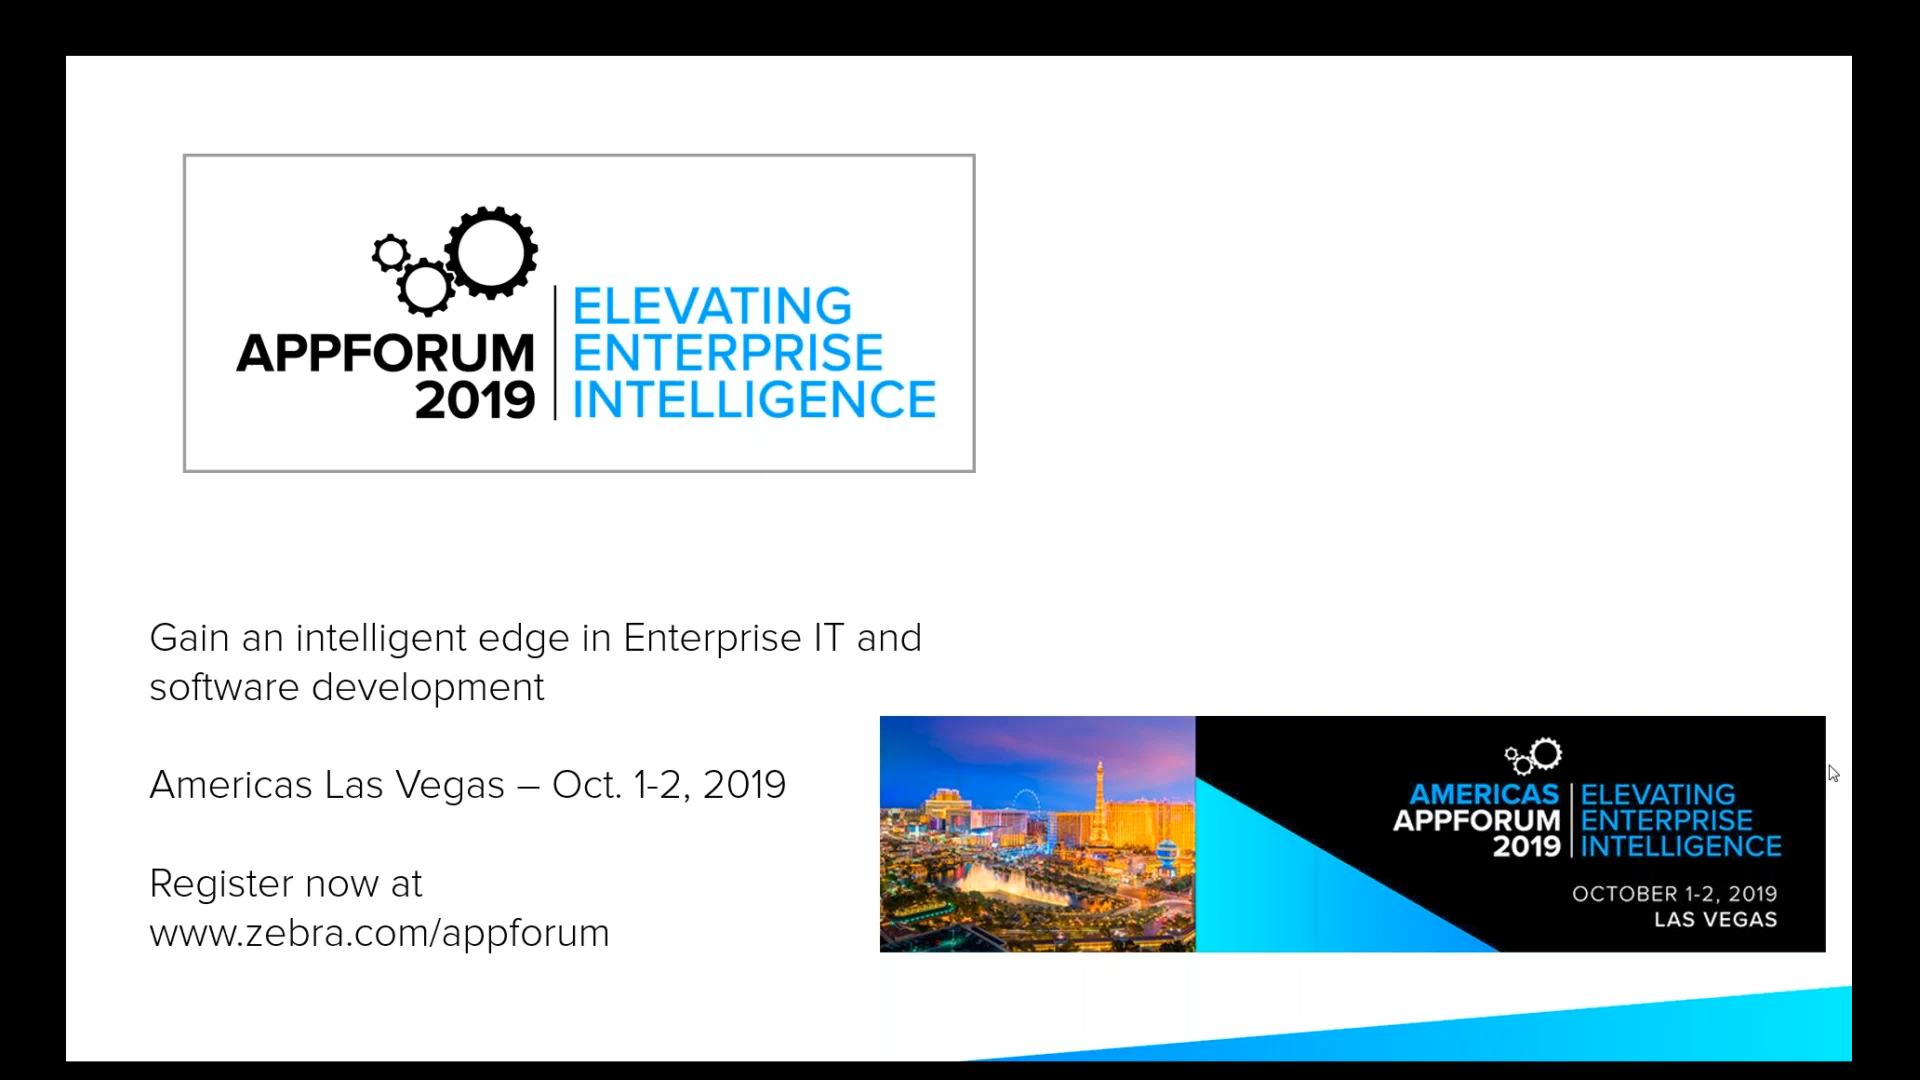 APPFORUM
2019
ELEVATING
ENTERPRISE
INTELLIGENCE
Gain an intelligent edge in Enterprise IT and
software development
Americas Las Vegas – Oct. 1-2, 2019
Register now at
www.zebra.com/appforum
AMERICAS
APPFORUM
2019
ELEVATING
ENTERPRISE
INTELLIGENCE
OCTOBER 1-2, 2019
LAS VEGAS